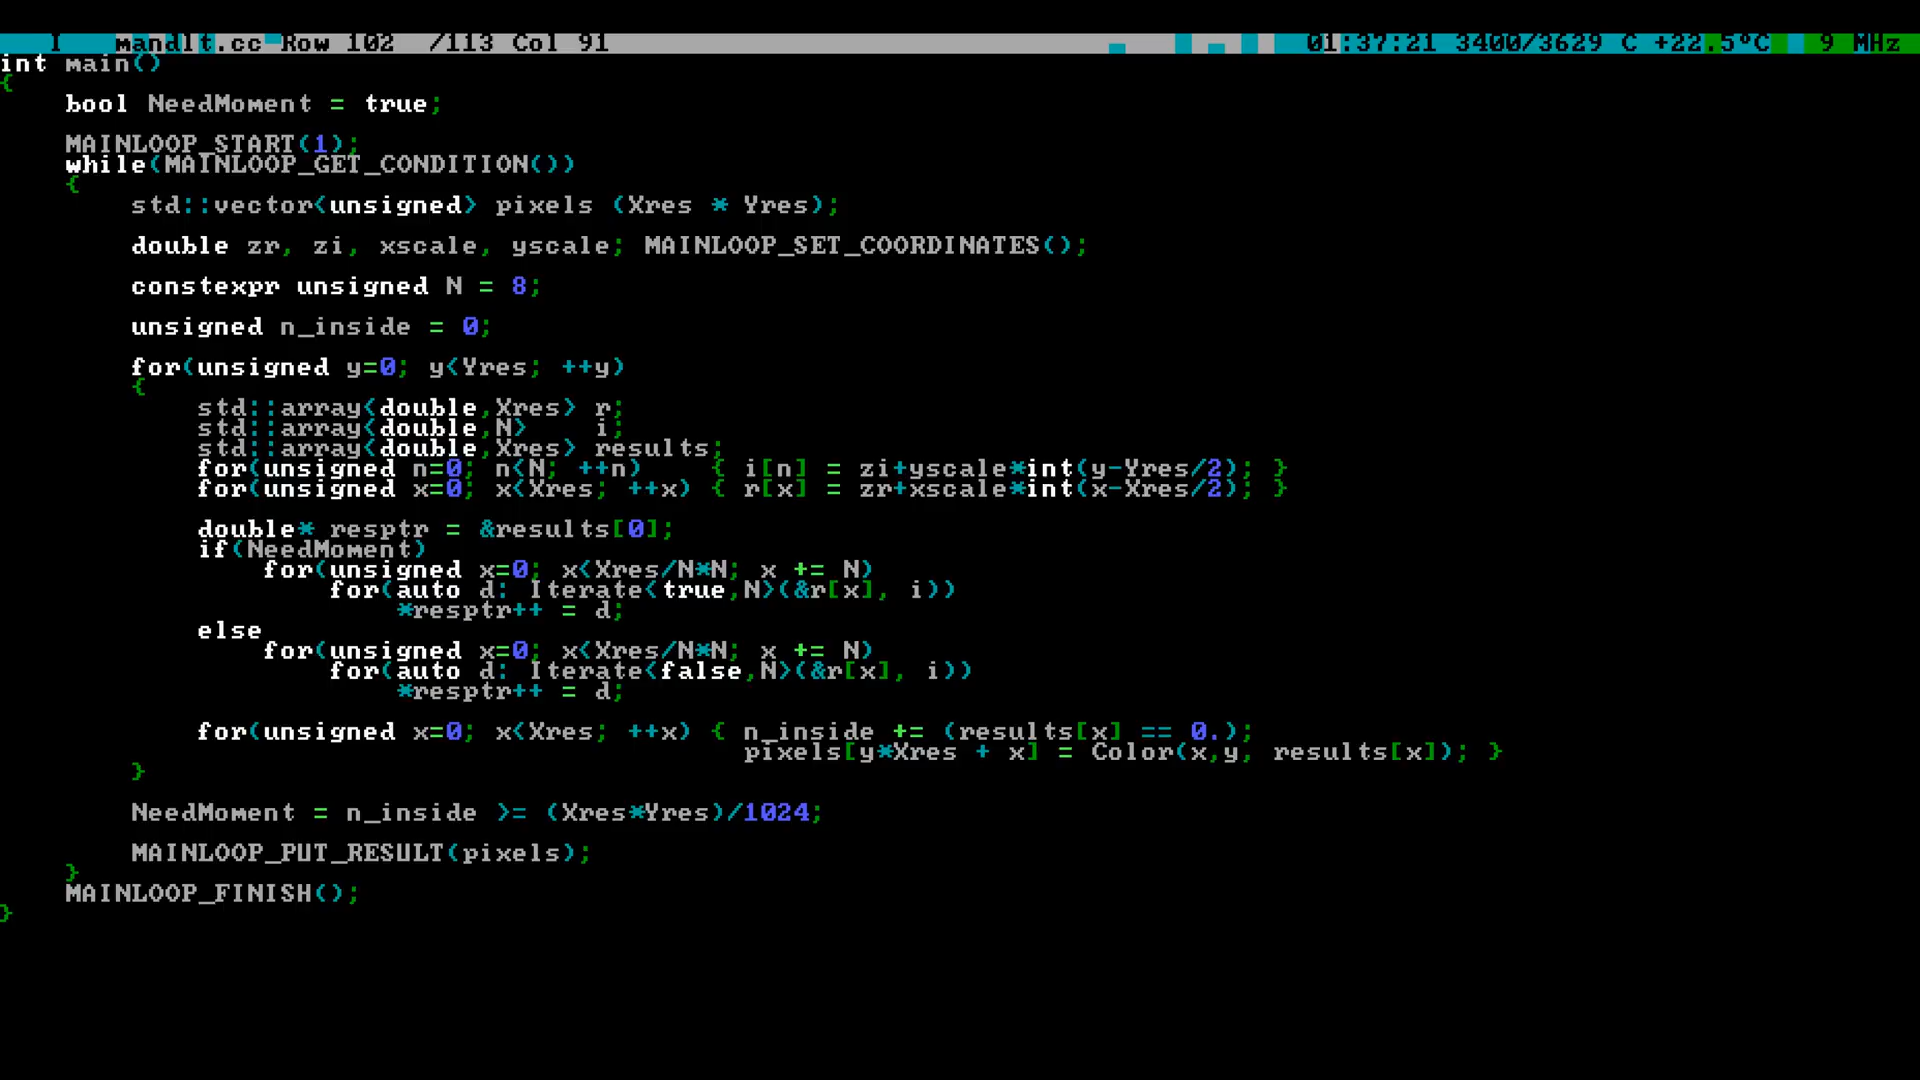 I   mandlt.cc Row 102  /113 Col 91   01:37:21 3400/3629 C +22.5°C  9 MHz
int main()
{
    bool NeedMoment = true;
    MAINLOOP_START(1);
    while(MAINLOOP_GET_CONDITION())
    {
        std::vector<unsigned> pixels (Xres * Yres);
        double zr, zi, xscale, yscale; MAINLOOP_SET_COORDINATES();
        constexpr unsigned N = 8;
        unsigned n_inside = 0;
        for(unsigned y=0; y<Yres; ++y)
        {
            std::array<double,Xres> r;
            std::array<double,N>    i;
            std::array<double,Xres> results;
            for(unsigned n=0; n<N; ++n)    { i[n] = zi+yscale*int(y-Yres/2); }
            for(unsigned x=0; x<Xres; ++x) { r[x] = zr+xscale*int(x-Xres/2); }
            double* resptr = &results[0];
            if(NeedMoment)
                for(unsigned x=0; x<Xres/N*N; x += N)
                    for(auto d: Iterate<true,N>(&r[x], i))
                        *resptr++ = d;
            else
                for(unsigned x=0; x<Xres/N*N; x += N)
                    for(auto d: Iterate<false,N>(&r[x], i))
                        *resptr++ = d;
            for(unsigned x=0; x<Xres; ++x) { n_inside += (results[x] == 0.);
                                             pixels[y*Xres + x] = Color(x,y, results[x]); }
        }
        NeedMoment = n_inside >= (Xres*Yres)/1024;
        MAINLOOP_PUT_RESULT(pixels);
    }
    MAINLOOP_FINISH();
}